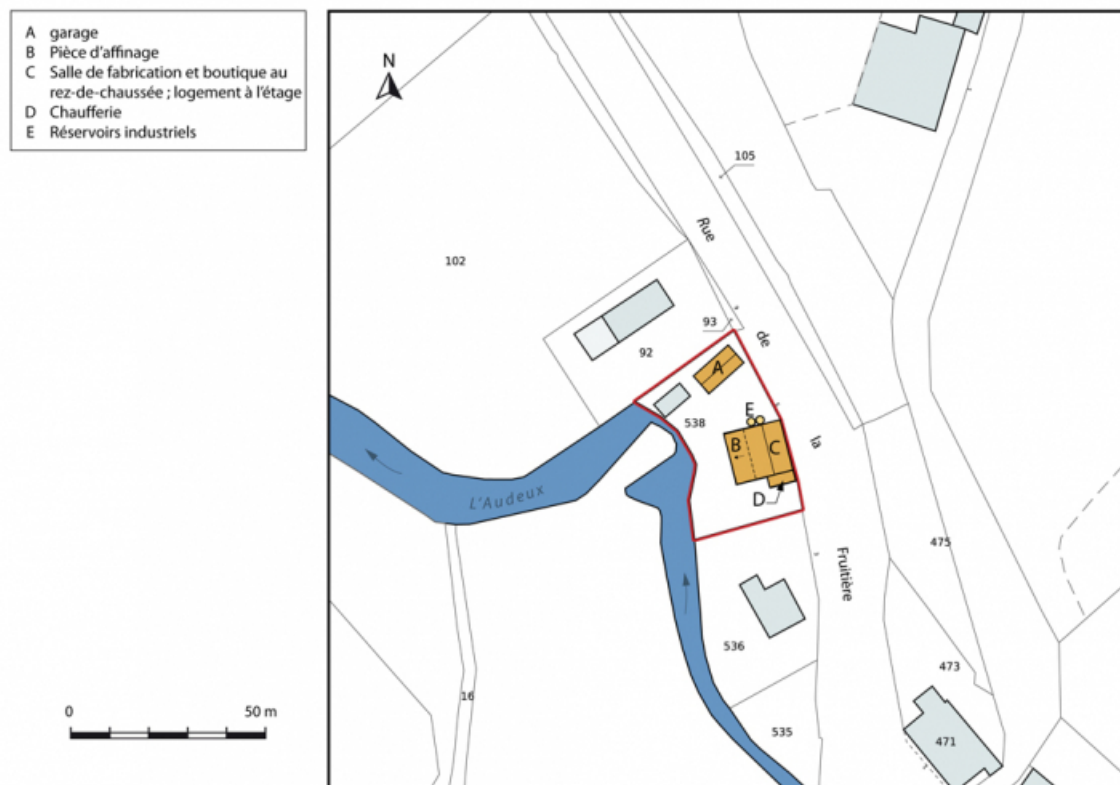 A garage
B Pièce d'affinage
C Salle de fabrication et boutique au
rez-de-chaussée ; logement à l'étage
D Chaufferie
E Réservoirs industriels
N
105
Rue
102
93
de
92
A
E
538
la
B
C
L'Audeux
D
475
Fruitière
536
473
16
0
50 m
535
471